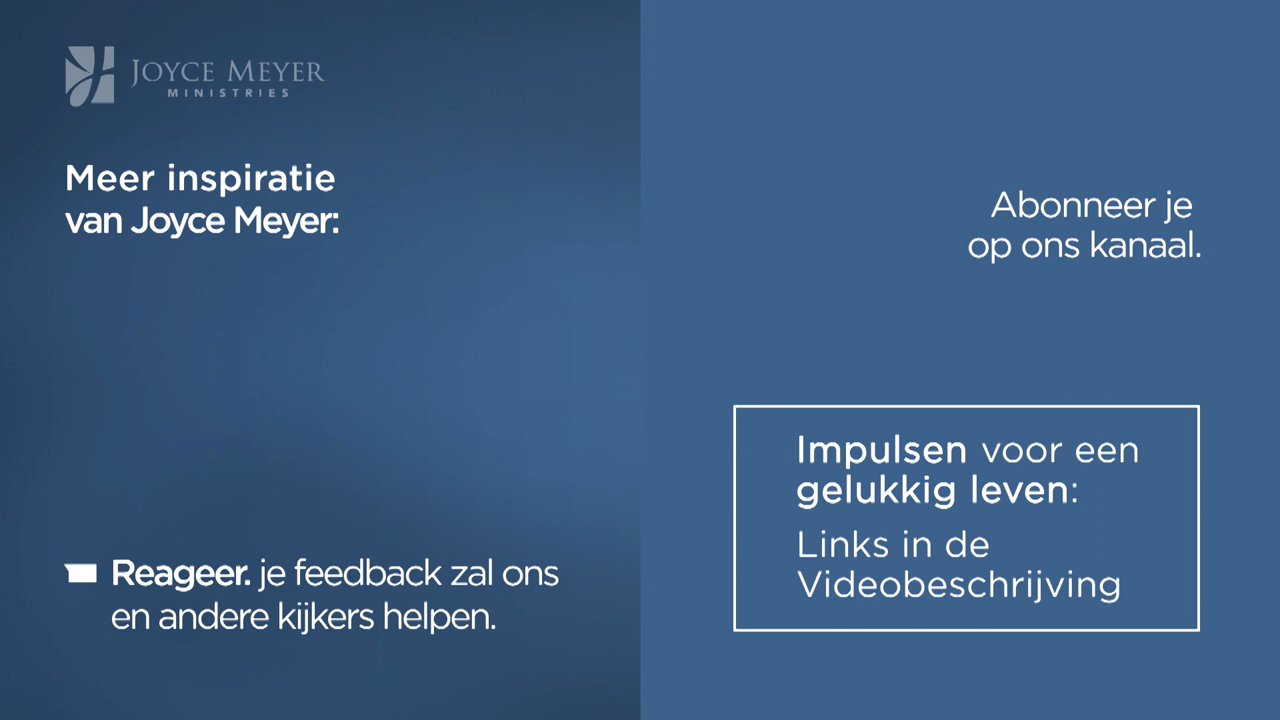 JOYCE MEYER
MINISTRIES
Meer inspiratie
van Joyce Meyer:
Abonneer je
op ons kanaal.
Impulsen voor een
gelukkig leven:
Links in de
Videobeschrijving
Reageer. je feedback zal ons
en andere kijkers helpen.